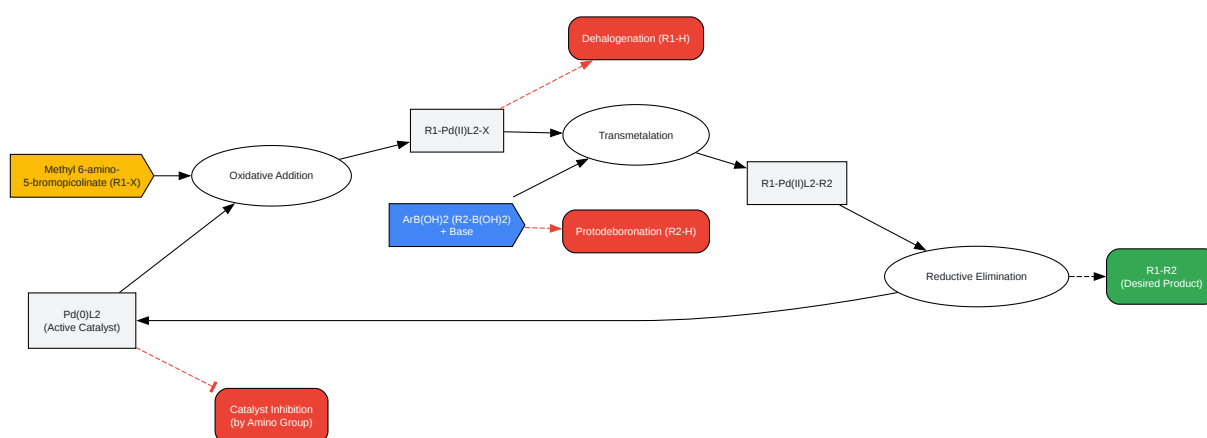 Dehalogenation (R1-H)
R1-Pd(II)L2-X
Transmetalation
Methyl 6-amino-
5-bromopicolinate (R1-X)
Oxidative Addition
R1-Pd(II)L2-R2
ArB(OH)2 (R2-B(OH)2)
+ Base
Protodeboronation (R2-H)
Reductive Elimination
R1-R2
(Desired Product)
Pd(0)L2
(Active Catalyst)
Catalyst Inhibition
(by Amino Group)